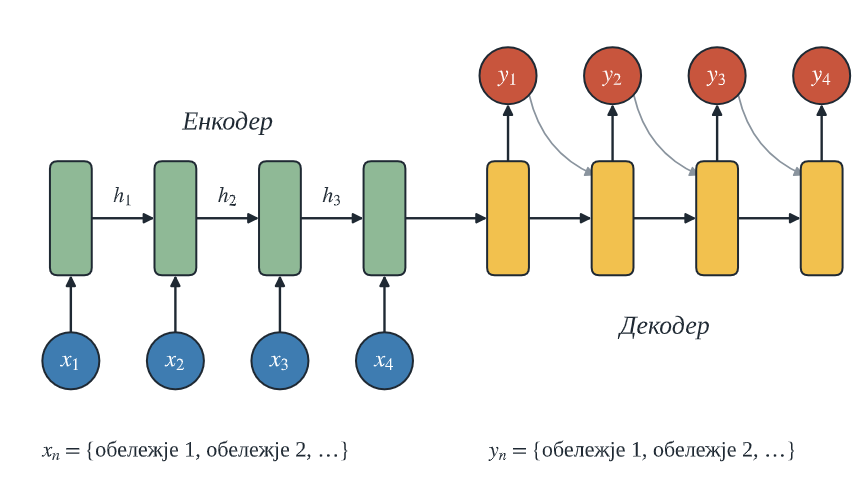 y1 y2 y3 y4
Енкодер
h1 h2 h3
Декодер
x1 x2 x3 x4
xn = {обележје 1, обележје 2, …}
yn = {обележје 1, обележје 2, …}